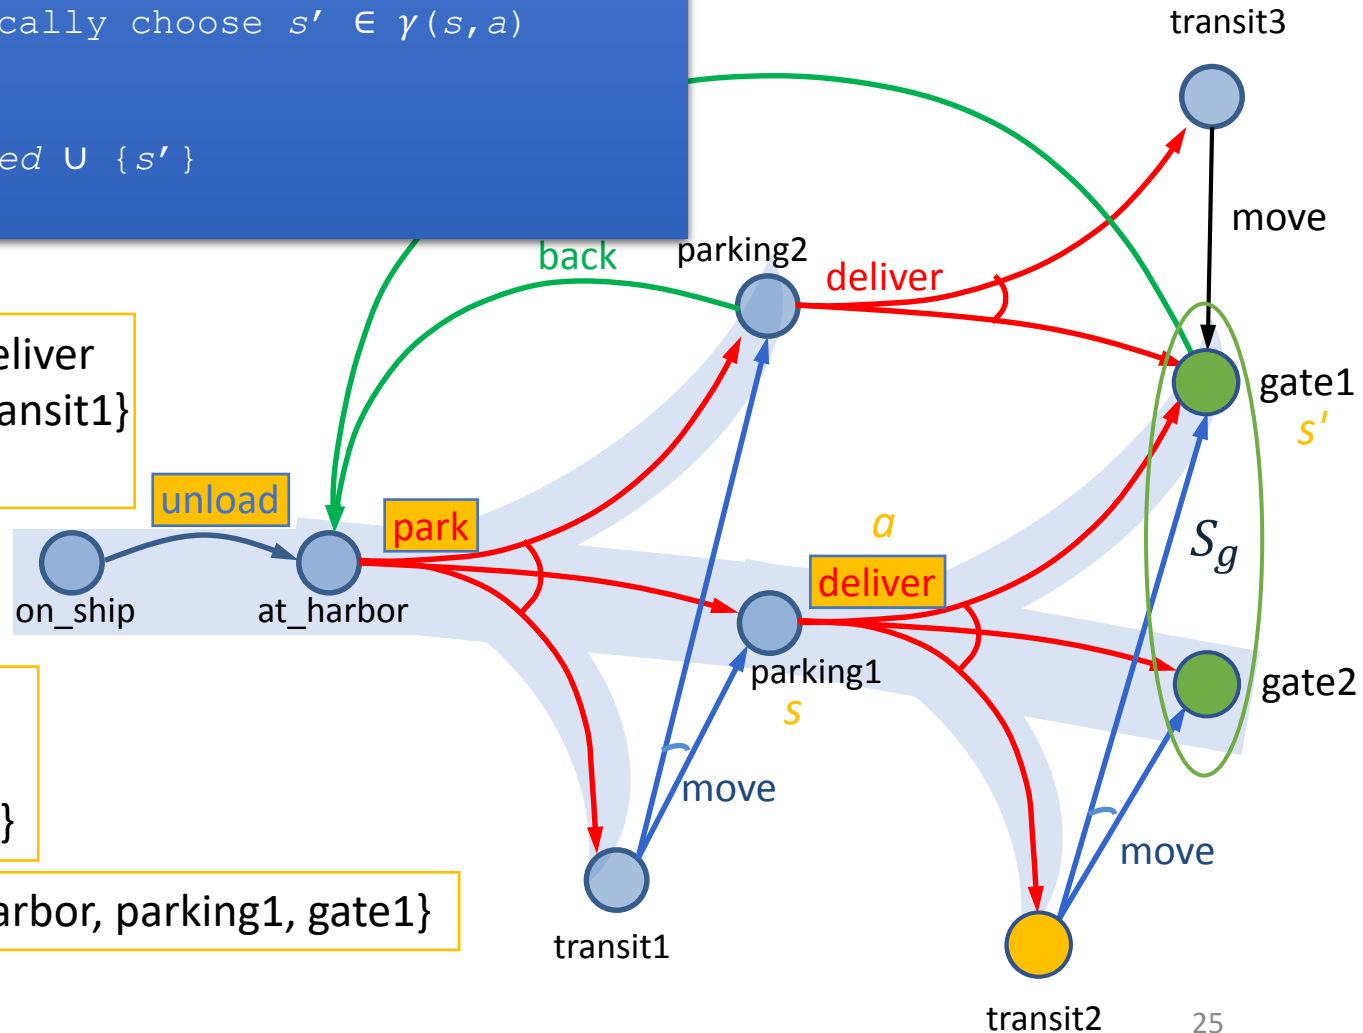 cally choose s′ ∈ γ(s,a)
ed ∪ {s′}
transit3
move
back
parking2
deliver
eliver
ansit1}
gate1
s'
unload
park
a
deliver
S_g
on_ship
at_harbor
parking1
s
gate2
move
}
move
arbor, parking1, gate1}
transit1
transit2
25